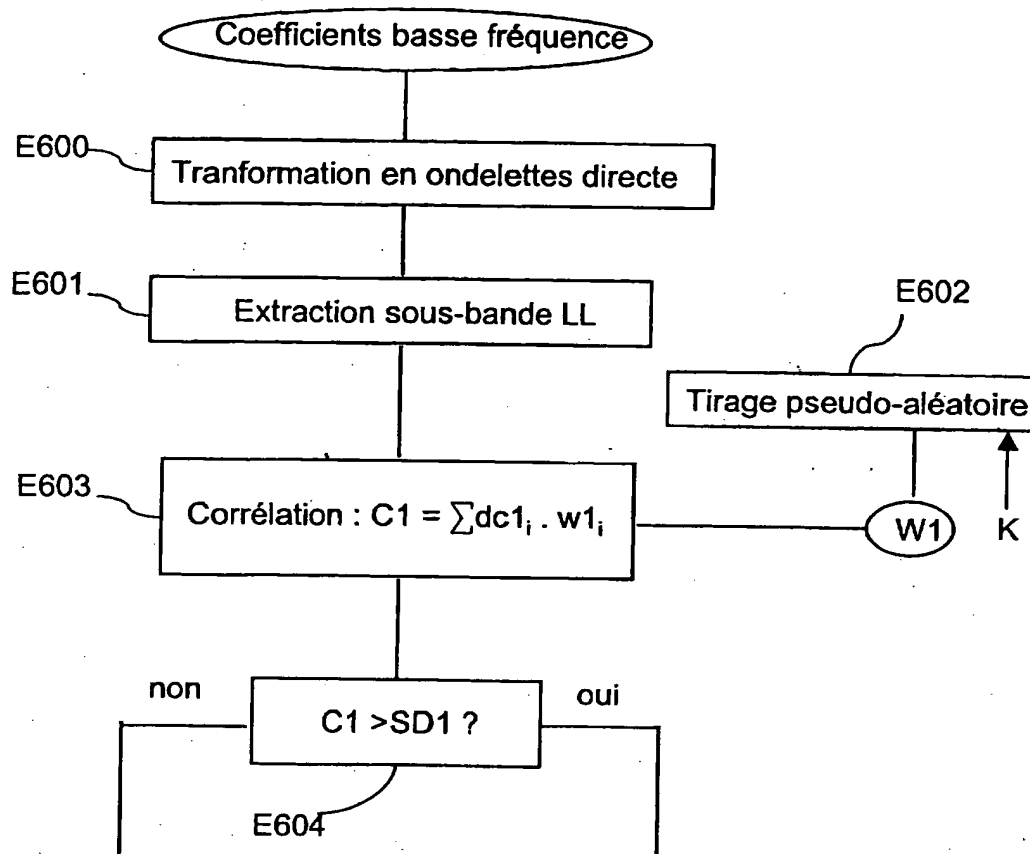 Coefficients basse fréquence
E600
Tranformation en ondelettes directe
E601
Extraction sous-bande LL
E602
Tirage pseudo-aléatoire
E603
Corrélation : C1 = ∑dc1ᵢ . w1ᵢ
W1
K
non
C1 >SD1 ?
oui
E604